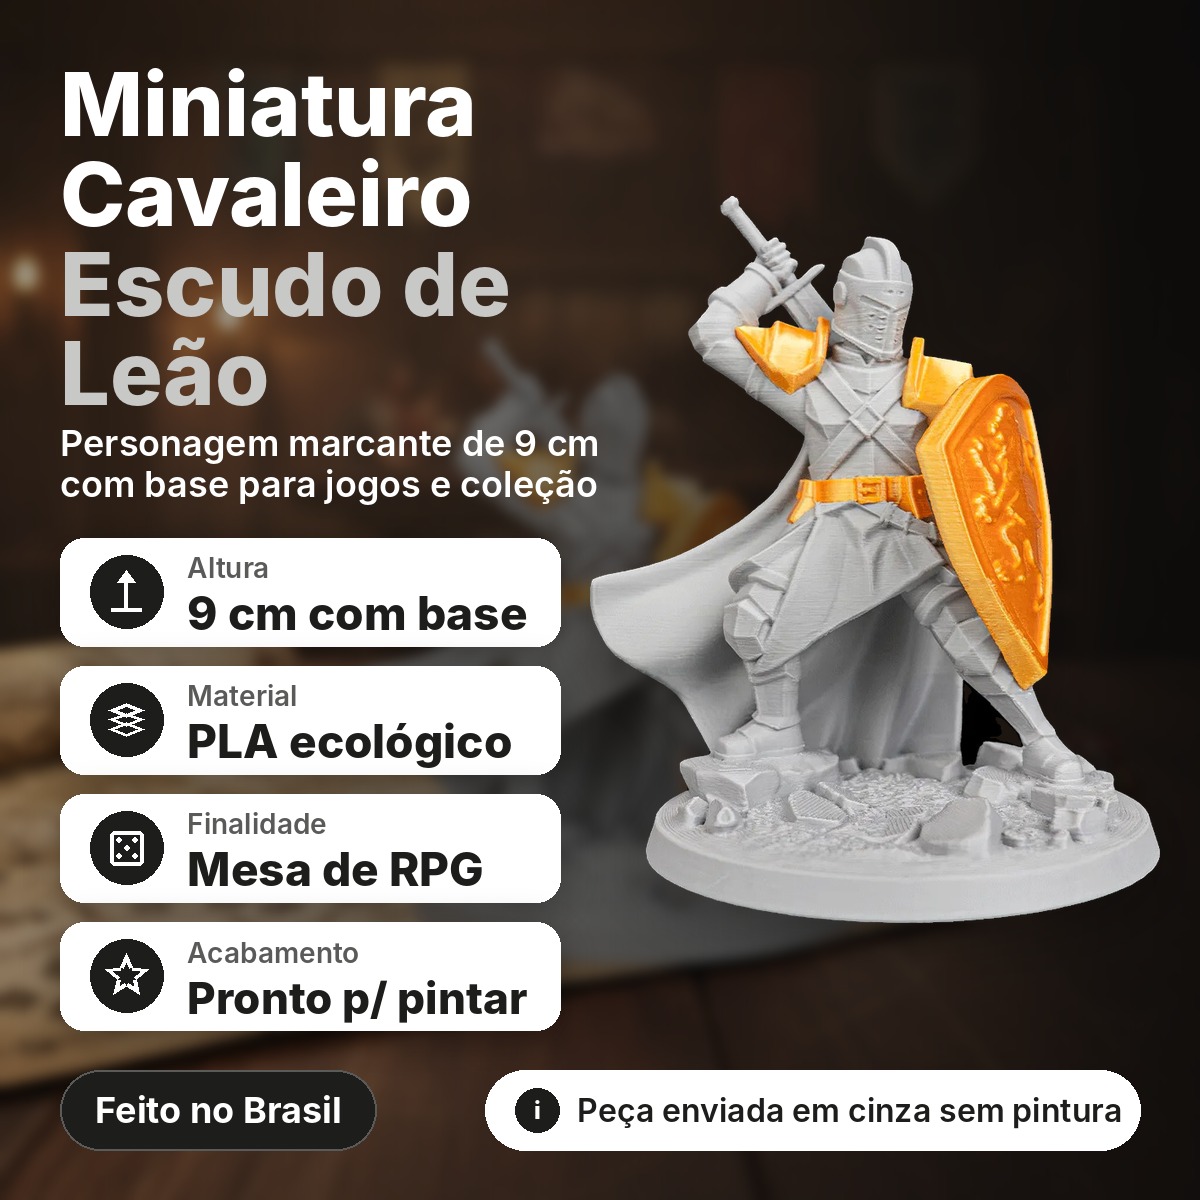 Miniatura
Cavaleiro
Escudo de
Leão
Personagem marcante de 9 cm
com base para jogos e coleção
Altura
9 cm com base
Material
PLA ecológico
Finalidade
Mesa de RPG
Acabamento
Pronto p/ pintar
Feito no Brasil
i Peça enviada em cinza sem pintura